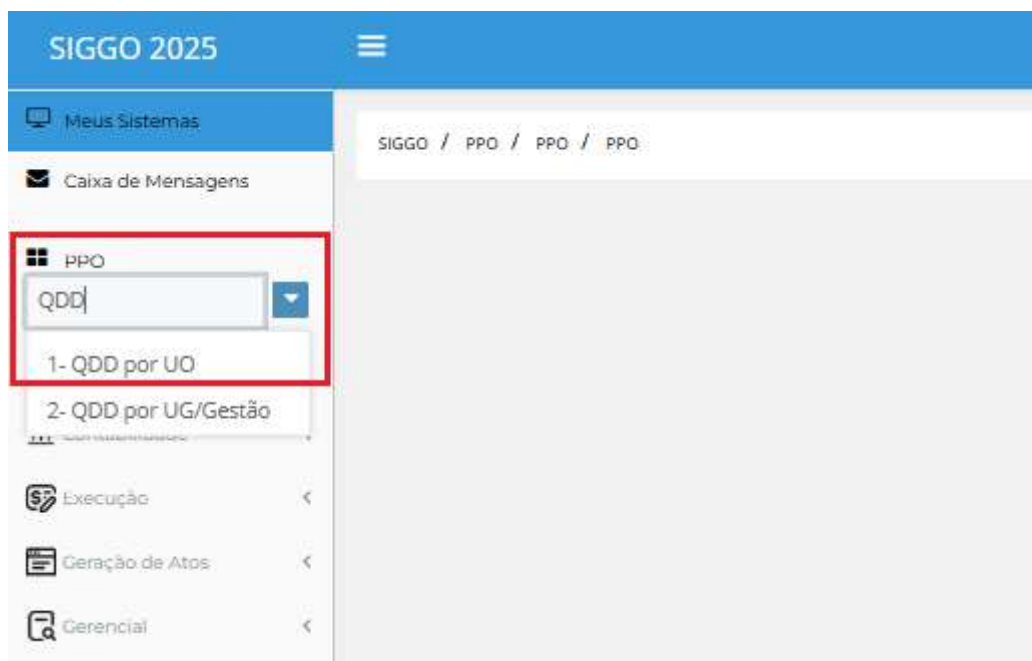 SIGGO 2025
Meus Sistemas
SIGGO / PPO / PPO / PPO
Caixa de Mensagens
PPO
QDD
1- QDD por UO
2- QDD por UG/Gestão
Execução
Geração de Atos
Gerencial